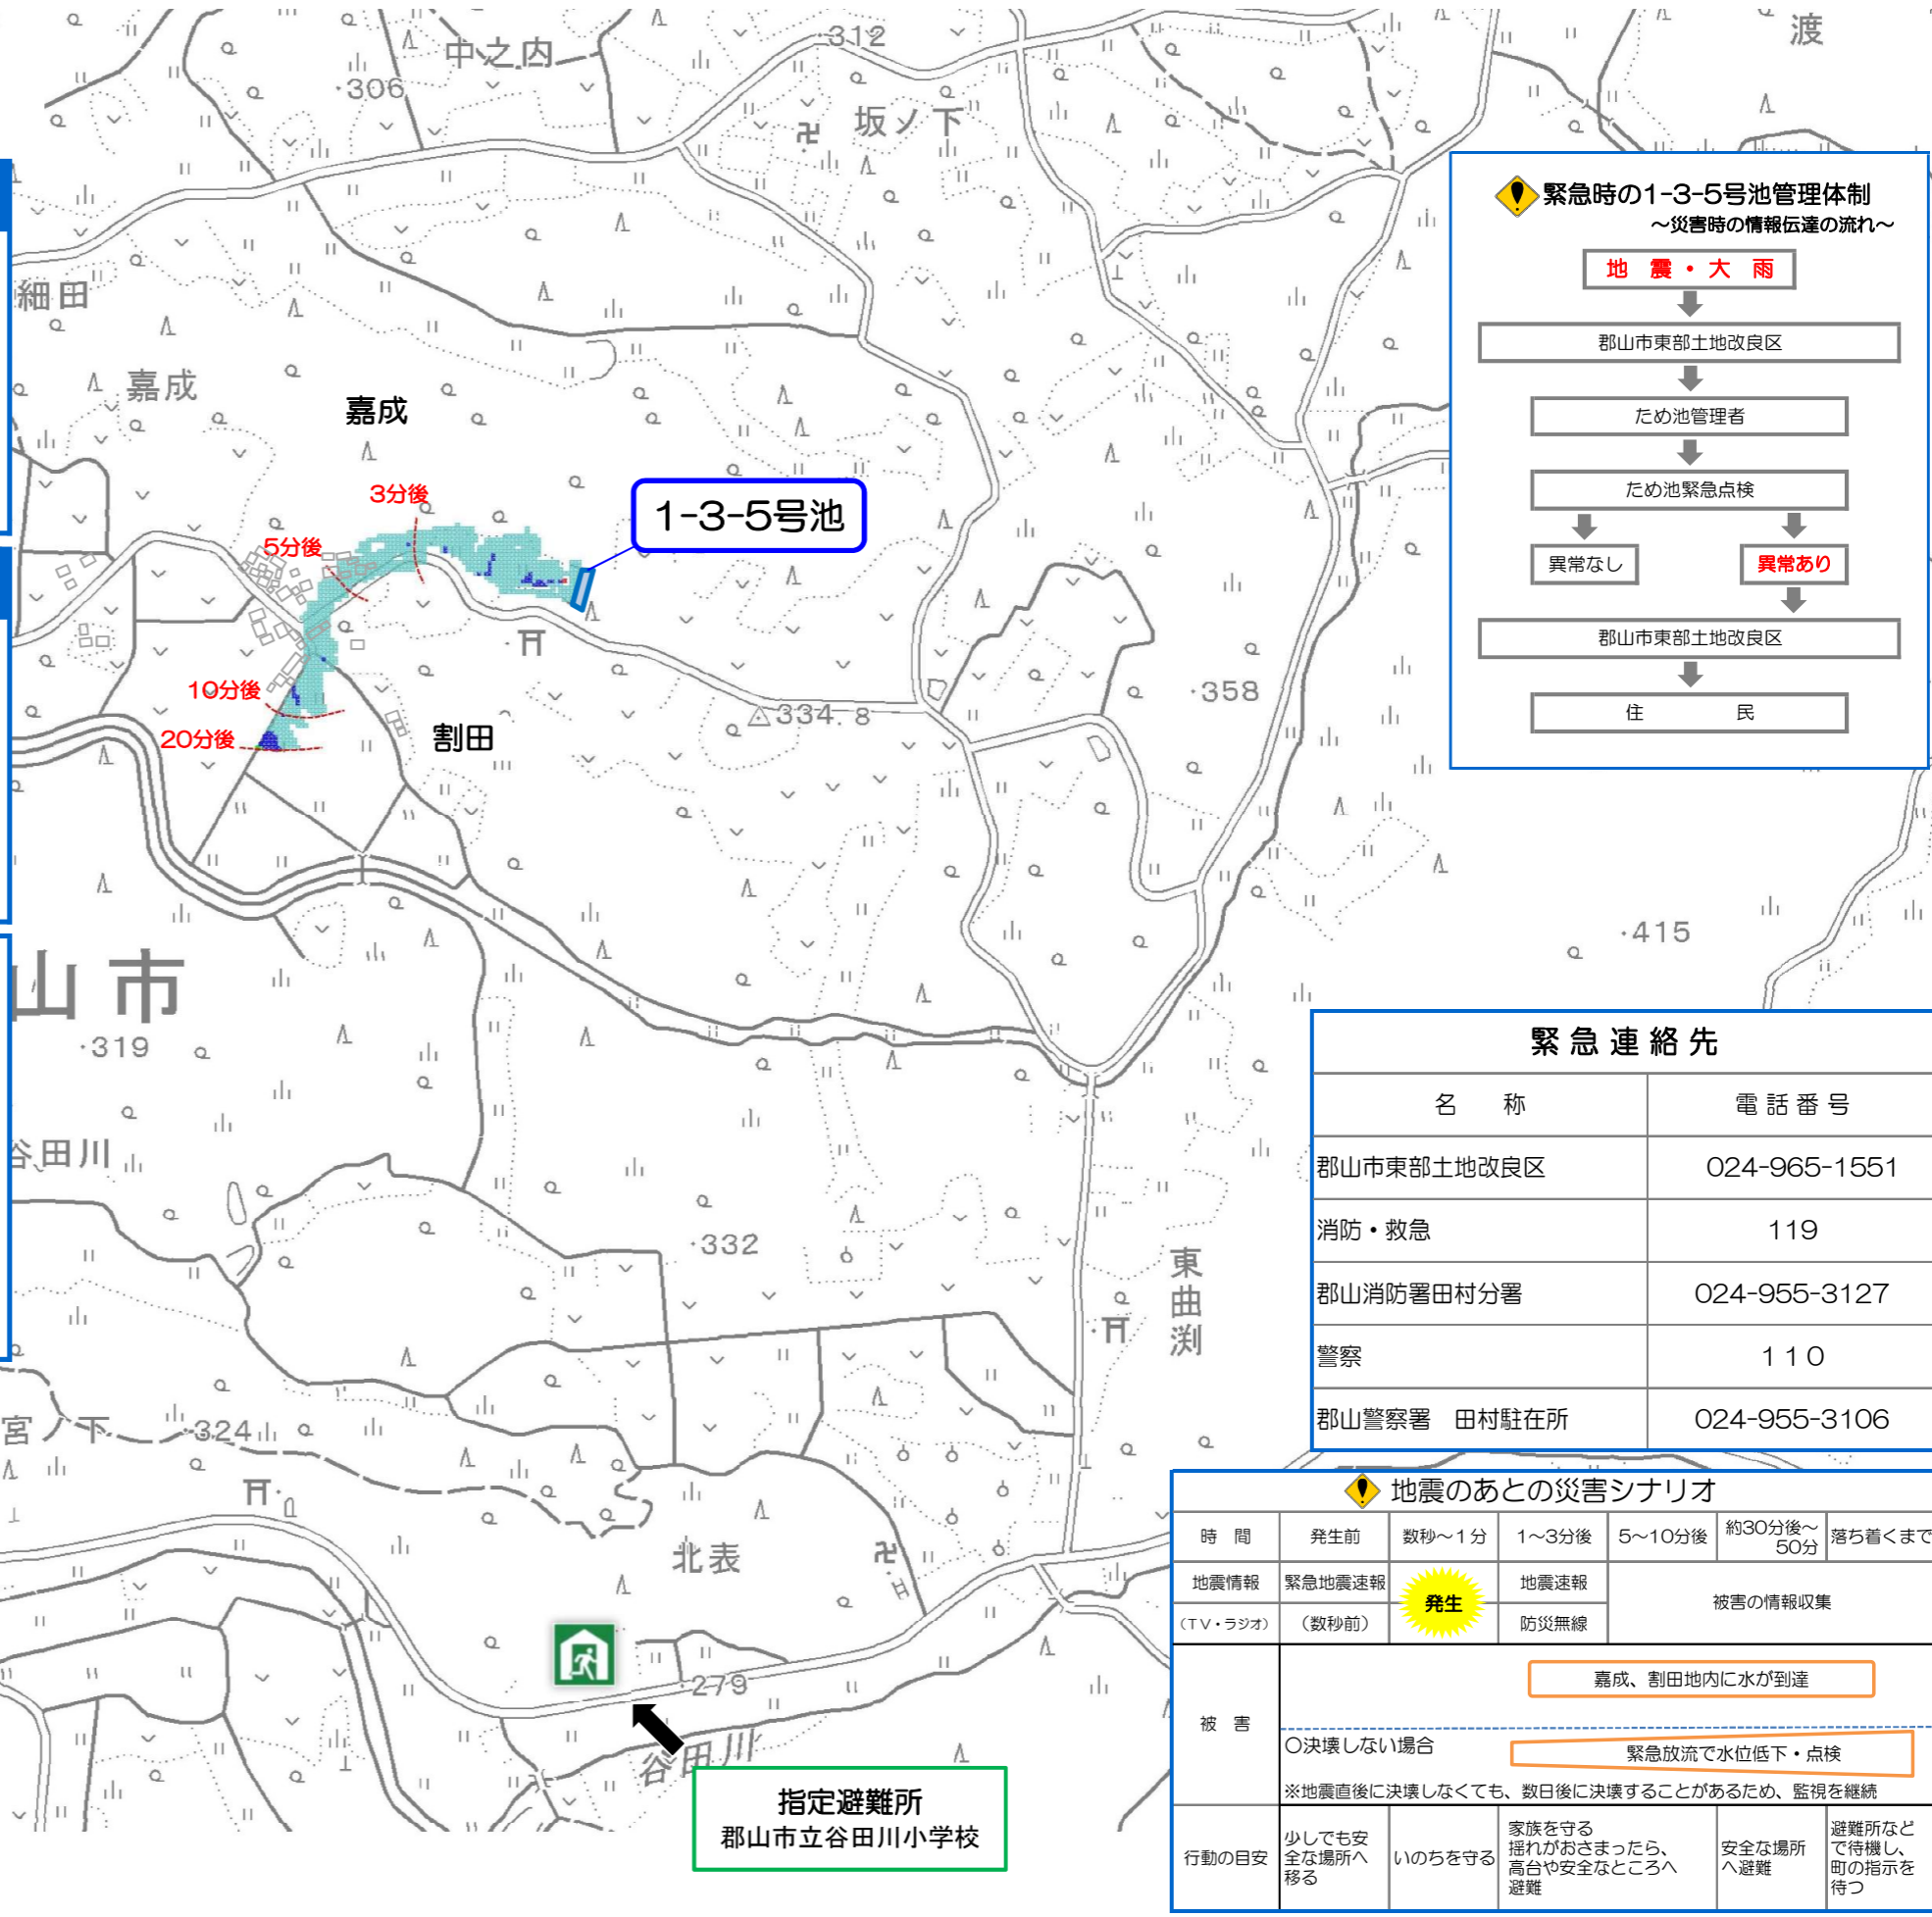 中之内
・312
渡
・306
坂ノ下
細田
嘉成
嘉成
3分後
1-3-5号池
5分後
10分後
20分後
割田
334.8
・358
・415
山市
・319
谷田川
・332
東曲渕
宮ノ下
・324
北表
・279
谷田川
指定避難所
郡山市立谷田川小学校
緊急時の1-3-5号池管理体制
～災害時の情報伝達の流れ～
地 震・大 雨
郡山市東部土地改良区
ため池管理者
ため池緊急点検
異常なし 異常あり
郡山市東部土地改良区
住 民
緊急連絡先
名 称 電話番号
郡山市東部土地改良区 024-965-1551
消防・救急 119
郡山消防署田村分署 024-955-3127
警察 110
郡山警察署 田村駐在所 024-955-3106
地震のあとの災害シナリオ
時 間 発生前 数秒～1分 1～3分後 5～10分後 約30分後～50分 落ち着くまで
地震情報 緊急地震速報 発生 地震速報 被害の情報収集
（TV・ラジオ） （数秒前） 防災無線
被 害
嘉成、割田地内に水が到達
○決壊しない場合
緊急放流で水位低下・点検
※地震直後に決壊しなくても、数日後に決壊することがあるため、監視を継続
行動の目安
少しでも安
全な場所へ
移る
いのちを守る
家族を守る
揺れがおさまったら、
高台や安全なところへ
避難
安全な場所
へ避難
避難所など
で待機し、
町の指示を
待つ